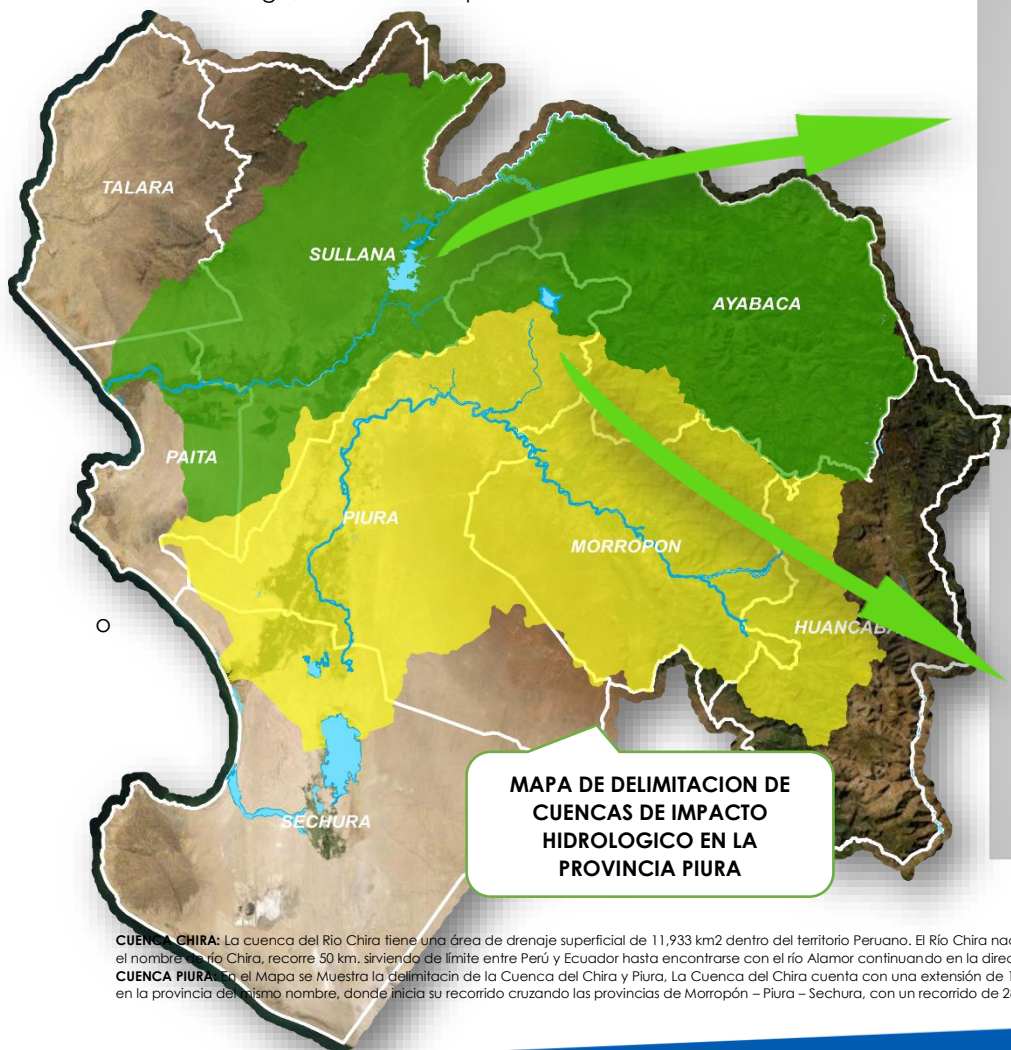 TALARA
SULLANA
AYABACA
PAITA
PIURA
MORROPON
HUANCABA
SECHURA
MAPA DE DELIMITACION DE
CUENCAS DE IMPACTO
HIDROLOGICO EN LA
PROVINCIA PIURA
CUENCA CHIRA: La cuenca del Rio Chira tiene una área de drenaje superficial de 11,933 km2 dentro del territorio Peruano. El Río Chira nac
el nombre de río Chira, recorre 50 km. sirviendo de límite entre Perú y Ecuador hasta encontrarse con el río Alamor continuando en la direc
CUENCA PIURA: En el Mapa se Muestra la delimitacin de la Cuenca del Chira y Piura, La Cuenca del Chira cuenta con una extensión de 1
en la provincia del mismo nombre, donde inicia su recorrido cruzando las provincias de Morropón – Piura – Sechura, con un recorrido de 28